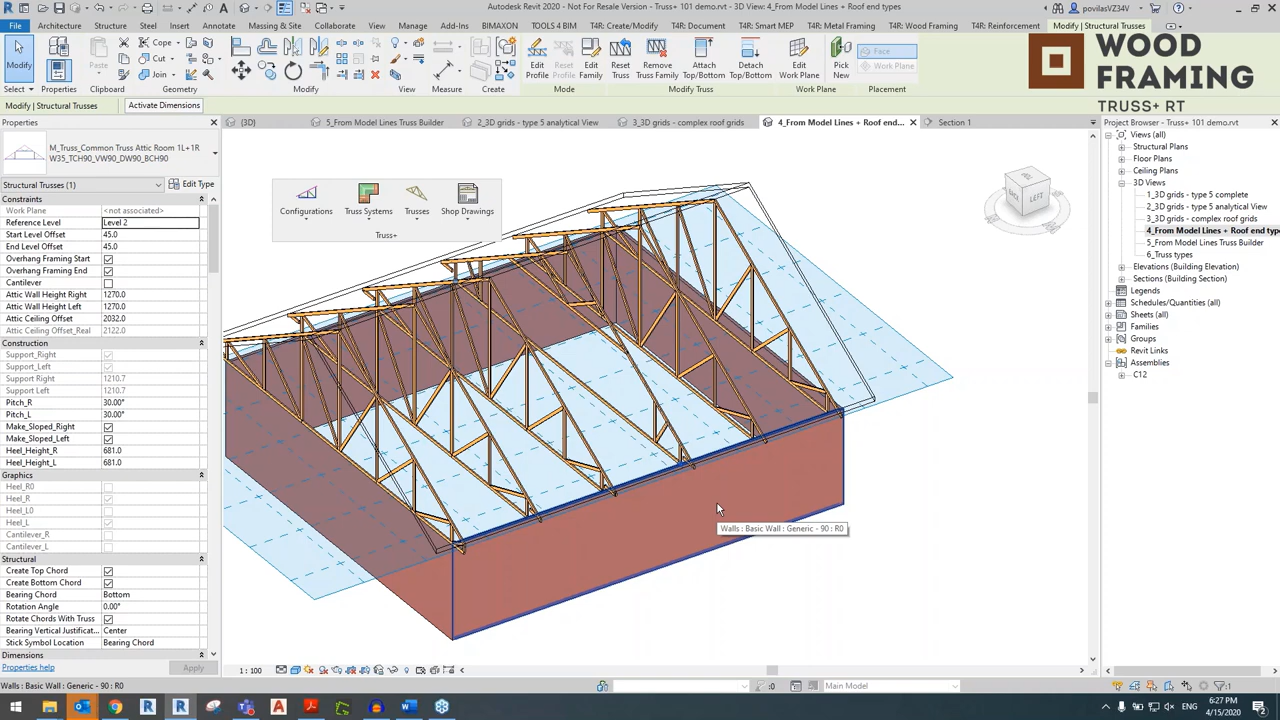 Autodesk Revit 2020 - Not For Resale Version - Truss+ 101 demo.rvt - 3D View: 4_From Model Lines + Roof end types
povilasVZ34V
File Architecture Structure Steel Insert Annotate Analyze Massing & Site Collaborate View Manage Add-Ins BIMAXON TOOLS 4 BIM T4R: Create/Modify T4R: Document T4R: Smart MEP T4R: Metal Framing T4R: Wood Framing T4R: Reinforcement Modify | Structural Trusses
Modify
Properties
Paste
Cope
Cut
Join
Edit Profile
Reset Profile
Edit Family
Reset Truss
Remove Truss Family
Attach Top/Bottom
Detach Top/Bottom
Edit Work Plane
Pick New
Face
Work Plane
Select Properties Clipboard Geometry Modify View Measure Create Mode Modify Truss Work Plane Placement
WOOD
FRAMING
TRUSS+ RT
Modify | Structural Trusses Activate Dimensions
Properties
{3D} 5_From Model Lines Truss Builder 2_3D grids - type 5 analytical View 3_3D grids - complex roof grids 4_From Model Lines + Roof end... Section 1
M_Truss_Common Truss Attic Room 1L+1R
W35_TCH90_VW90_DW90_BCH90
Structural Trusses (1) Edit Type
Constraints
Work Plane <not associated>
Reference Level Level 2
Start Level Offset 45.0
End Level Offset 45.0
Overhang Framing Start
Overhang Framing End
Cantilever
Attic Wall Height Right 1270.0
Attic Wall Height Left 1270.0
Attic Ceiling Offset 2032.0
Attic Ceiling Offset_Real 2122.0
Construction
Support_Right
Support_Left
Support Right 1210.7
Support Left 1210.7
Pitch_R 30.00°
Pitch_L 30.00°
Make_Sloped_Right
Make_Sloped_Left
Heel_Height_R 681.0
Heel_Height_L 681.0
Graphics
Heel_R0
Heel_R
Heel_L0
Heel_L
Cantilever_R
Cantilever_L
Structural
Create Top Chord
Create Bottom Chord
Bearing Chord Bottom
Rotation Angle 0.00°
Rotate Chords With Truss
Bearing Vertical Justificat... Center
Stick Symbol Location Bearing Chord
Dimensions
Properties help Apply
Configurations Truss Systems Trusses Shop Drawings
Truss+
BACK
LEFT
Walls : Basic Wall : Generic - 90 : R0
Project Browser - Truss+ 101 demo.rvt
Views (all)
Structural Plans
Floor Plans
Ceiling Plans
3D Views
1_3D grids - type 5 complete
2_3D grids - type 5 analytical View
3_3D grids - complex roof grids
4_From Model Lines + Roof end type
5_From Model Lines Truss Builder
6_Truss types
Elevations (Building Elevation)
Sections (Building Section)
Legends
Schedules/Quantities (all)
Sheets (all)
Families
Groups
Revit Links
Assemblies
C12
1 : 100
Walls : Basic Wall : Generic - 90 : R0
:0
Main Model
:1
ENG
6:27 PM
4/15/2020
2